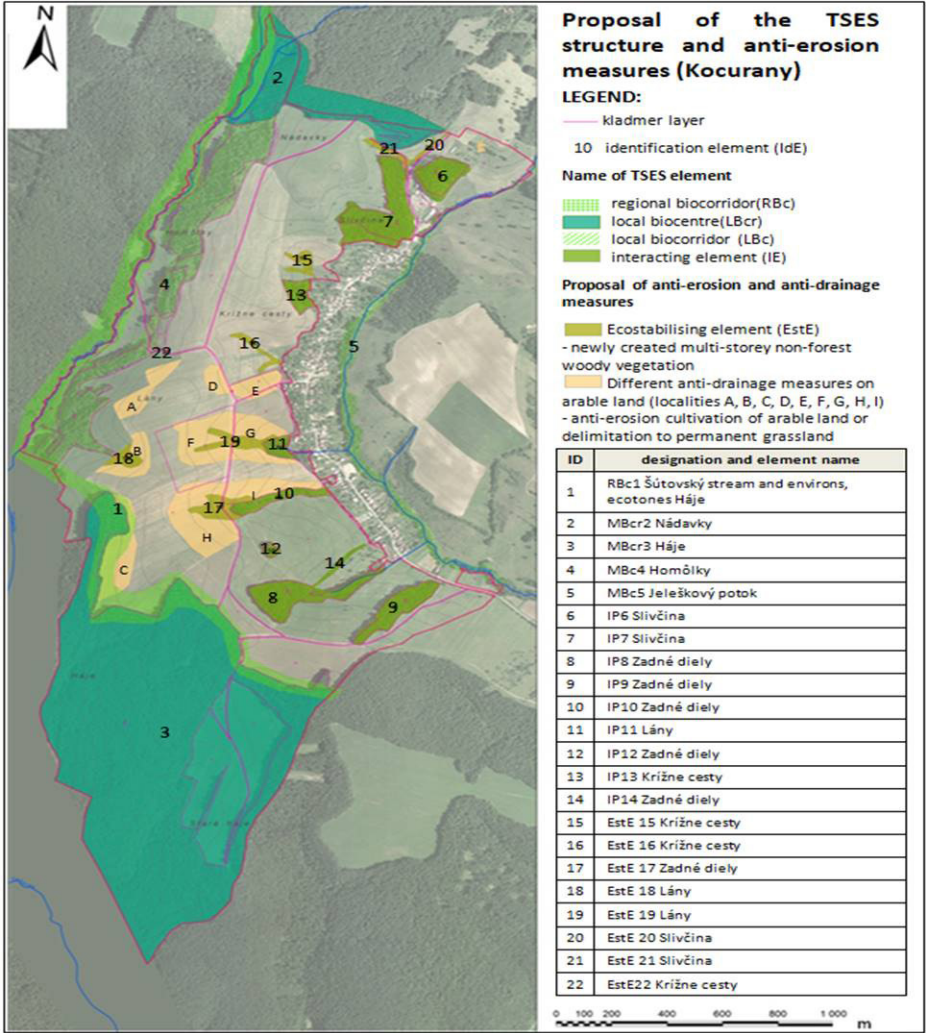 N
Proposal of the TSES
structure and anti-erosion
measures (Kocurany)
LEGEND:
kladmer layer
10 identification element (IdE)
Name of TSES element
regional biocorridor(RBc)
local biocentre(LBcr)
local biocorridor (LBc)
interacting element (IE)
Proposal of anti-erosion and anti-drainage
measures
Ecostabilising element (EstE)
- newly created multi-storey non-forest
woody vegetation
Different anti-drainage measures on
arable land (localities A, B, C, D, E, F, G, H, I)
- anti-erosion cultivation of arable land or
delimitation to permanent grassland
ID designation and element name
1 RBc1 Šútovský stream and environs,
ecotones Háje
2 MBcr2 Nádavky
3 MBcr3 Háje
4 MBc4 Homôlky
5 MBc5 Jeleškový potok
6 IP6 Slivčina
7 IP7 Slivčina
8 IP8 Zadné diely
9 IP9 Zadné diely
10 IP10 Zadné diely
11 IP11 Lány
12 IP12 Zadné diely
13 IP13 Krížne cesty
14 IP14 Zadné diely
15 EstE 15 Krížne cesty
16 EstE 16 Krížne cesty
17 EstE 17 Zadné diely
18 EstE 18 Lány
19 EstE 19 Lány
20 EstE 20 Slivčina
21 EstE 21 Slivčina
22 EstE22 Krížne cesty
0 100 200 400 600 800 1 000
m
2
Nádavky
21
20
6
7
15
4
13
Krížne cesty
16
5
22
D
E
Lány
A
F
19
G
11
18
B
I
10
1
17
H
12
C
14
8
9
Háje
3
Staré Háje